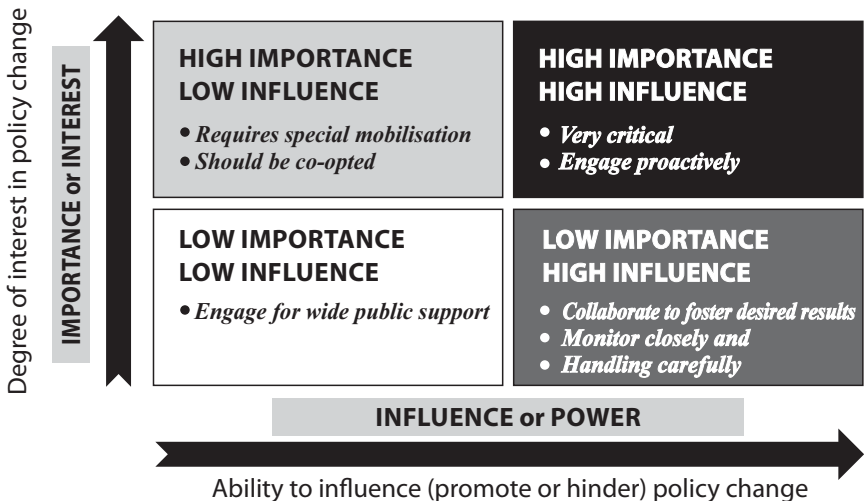 Degree of interest in policy change
IMPORTANCE or INTEREST
HIGH IMPORTANCE
LOW INFLUENCE
• Requires special mobilisation
• Should be co-opted
HIGH IMPORTANCE
HIGH INFLUENCE
• Very critical
• Engage proactively
LOW IMPORTANCE
LOW INFLUENCE
• Engage for wide public support
LOW IMPORTANCE
HIGH INFLUENCE
• Collaborate to foster desired results
• Monitor closely and
• Handling carefully
INFLUENCE or POWER
Ability to influence (promote or hinder) policy change